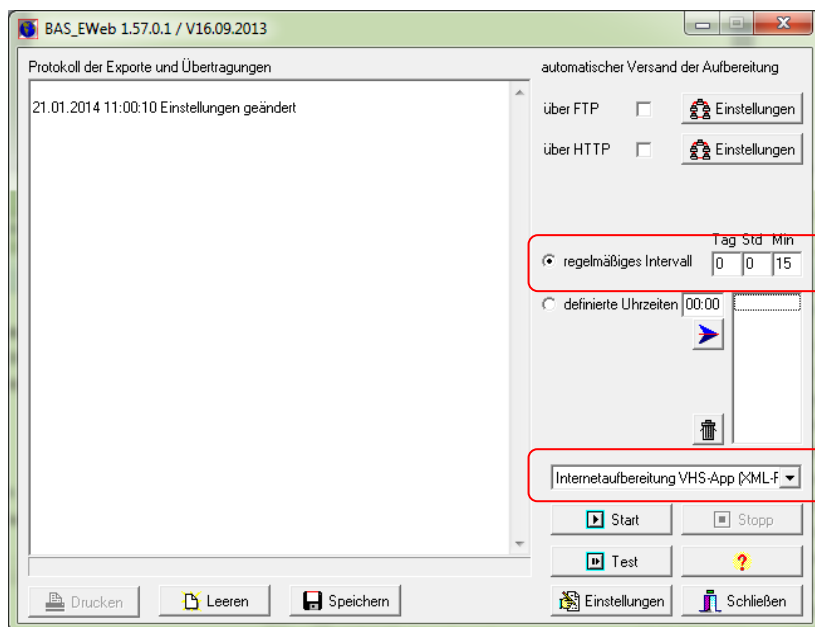 BAS_EWeb 1.57.0.1 / V16.09.2013
Protokoll der Exporte und Übertragungen
21.01.2014 11:00:10 Einstellungen geändert
automatischer Versand der Aufbereitung
über FTP Einstellungen
über HTTP Einstellungen
Tag Std Min
regelmäßiges Intervall 0 0 15
definierte Uhrzeiten 00:00
Internetaufbereitung VHS-App (XML-F
Start Stopp
Test ?
Drucken Leeren Speichern Einstellungen Schließen